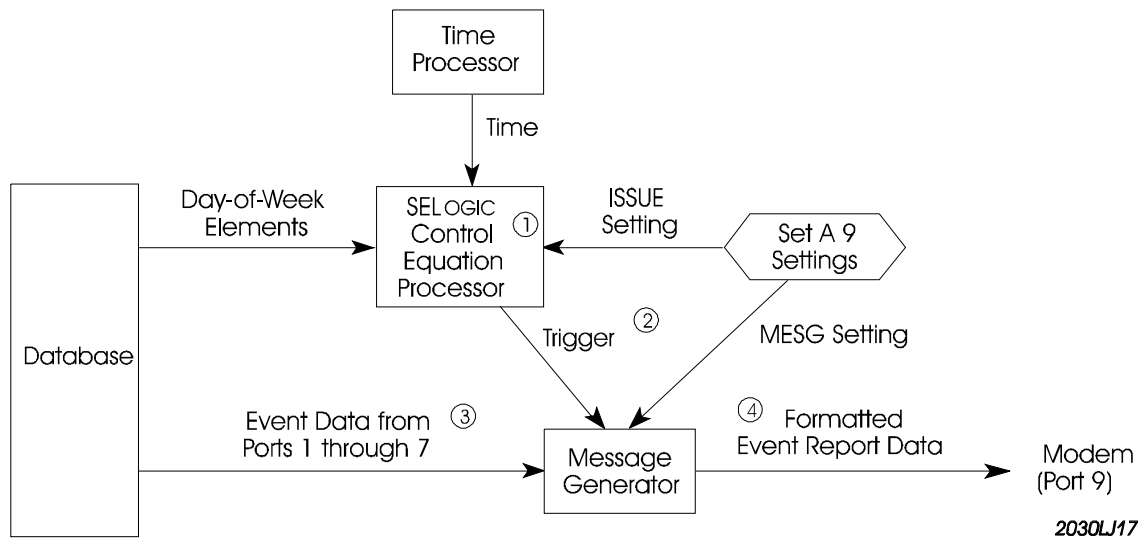 Time
Processor
Time
Day-of-Week
Elements
SELOGIC
Control
Equation
Processor
①
ISSUE
Setting
Set A 9
Settings
Trigger
②
MESG Setting
Database
Event Data from
Ports 1 through 7
③
Message
Generator
④
Formatted
Event Report Data
Modem
(Port 9)
2030LJ17